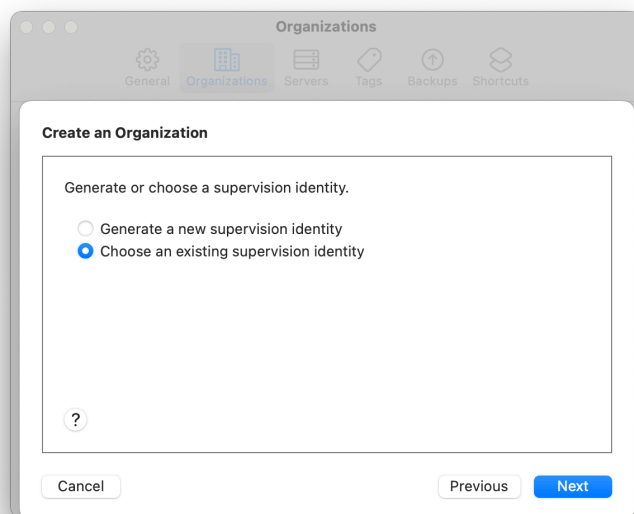 Organizations
General Organizations Servers Tags Backups Shortcuts
Create an Organization
Generate or choose a supervision identity.
Generate a new supervision identity
Choose an existing supervision identity
?
Cancel Previous Next